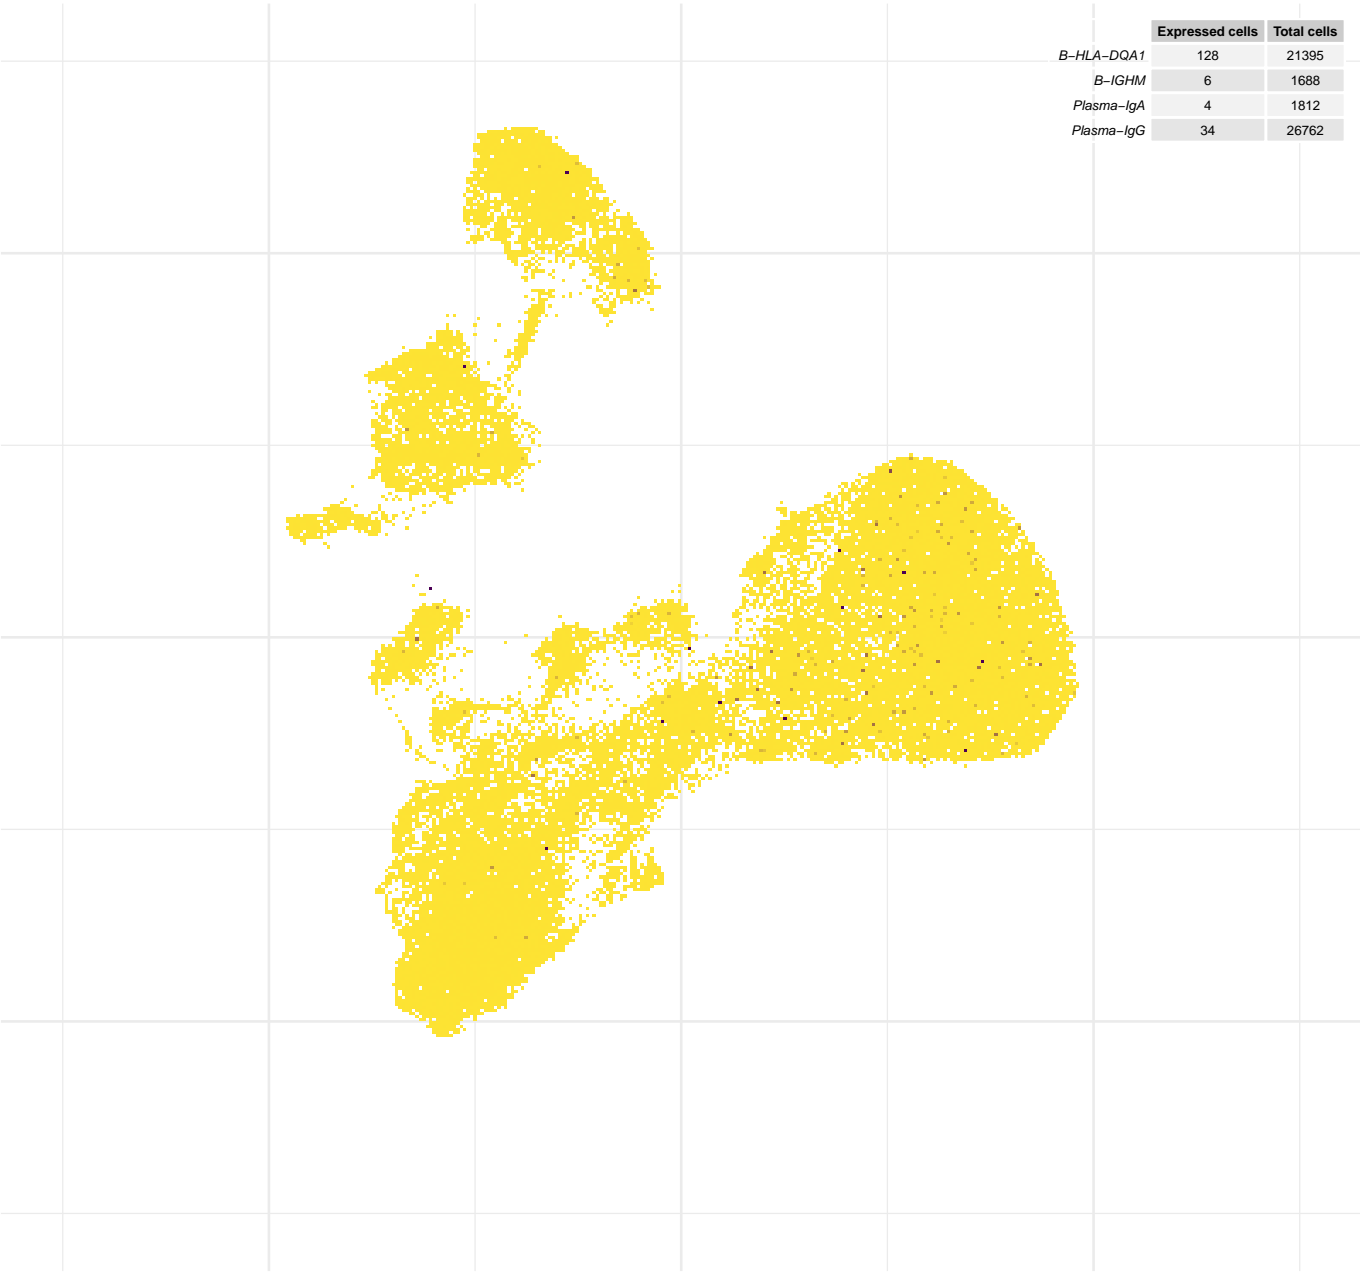 Expressed cells Total cells
B−HLA−DQA1 128 21395
B−IGHM 6 1688
Plasma−IgA 4 1812
Plasma−IgG 34 26762